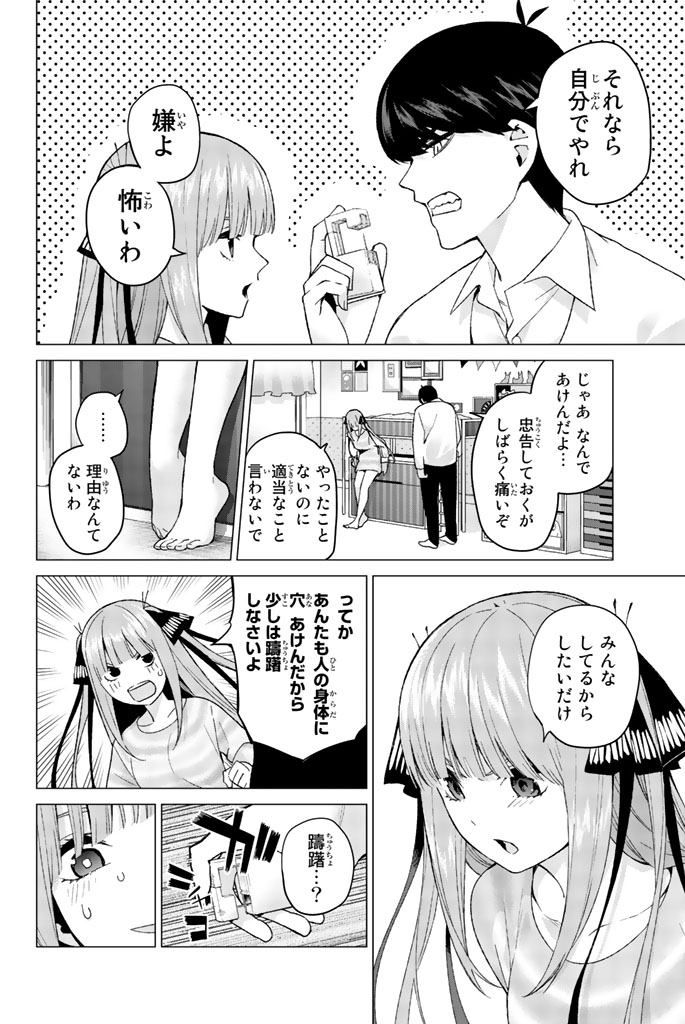 それなら
自分でやれ
嫌よ
怖いわ
じゃあ なんで
あけんだよ…
忠告しておくが
しばらく痛いぞ
やったこと
ないのに
適当なこと
言わないで
……
理由なんて
ないわ
みんな
してるから
したいだけ
ってか
あんたも人の身体に
穴 あけんだから
少しは躊躇
しなさいよ
躊躇…?